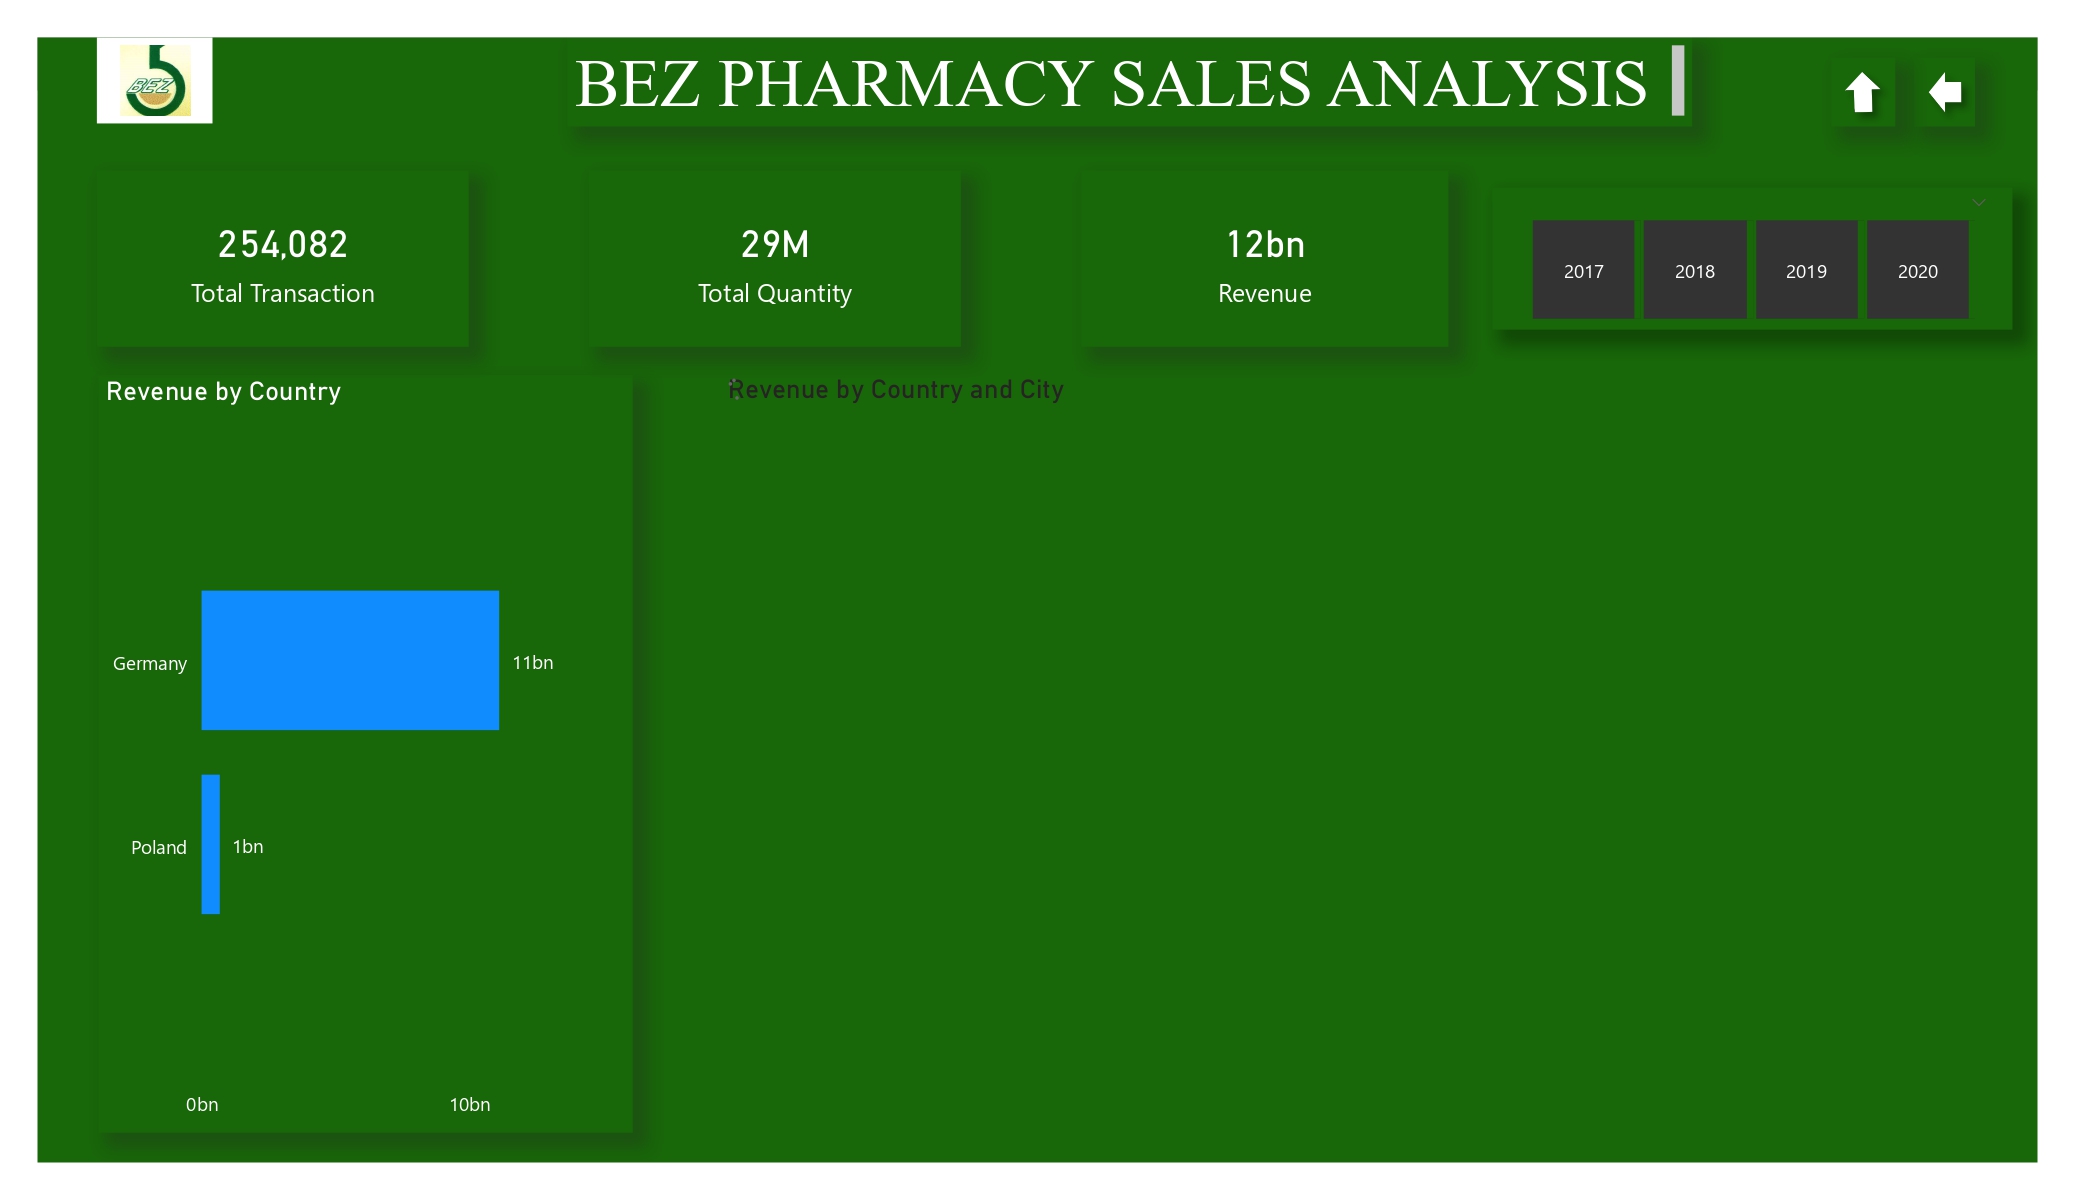 BEZ
BEZ PHARMACY SALES ANALYSIS
254,082
Total Transaction
29M
Total Quantity
12bn
Revenue
2017
2018
2019
2020
Revenue by Country
Germany
11bn
Poland
1bn
0bn
10bn
Revenue by Country and City